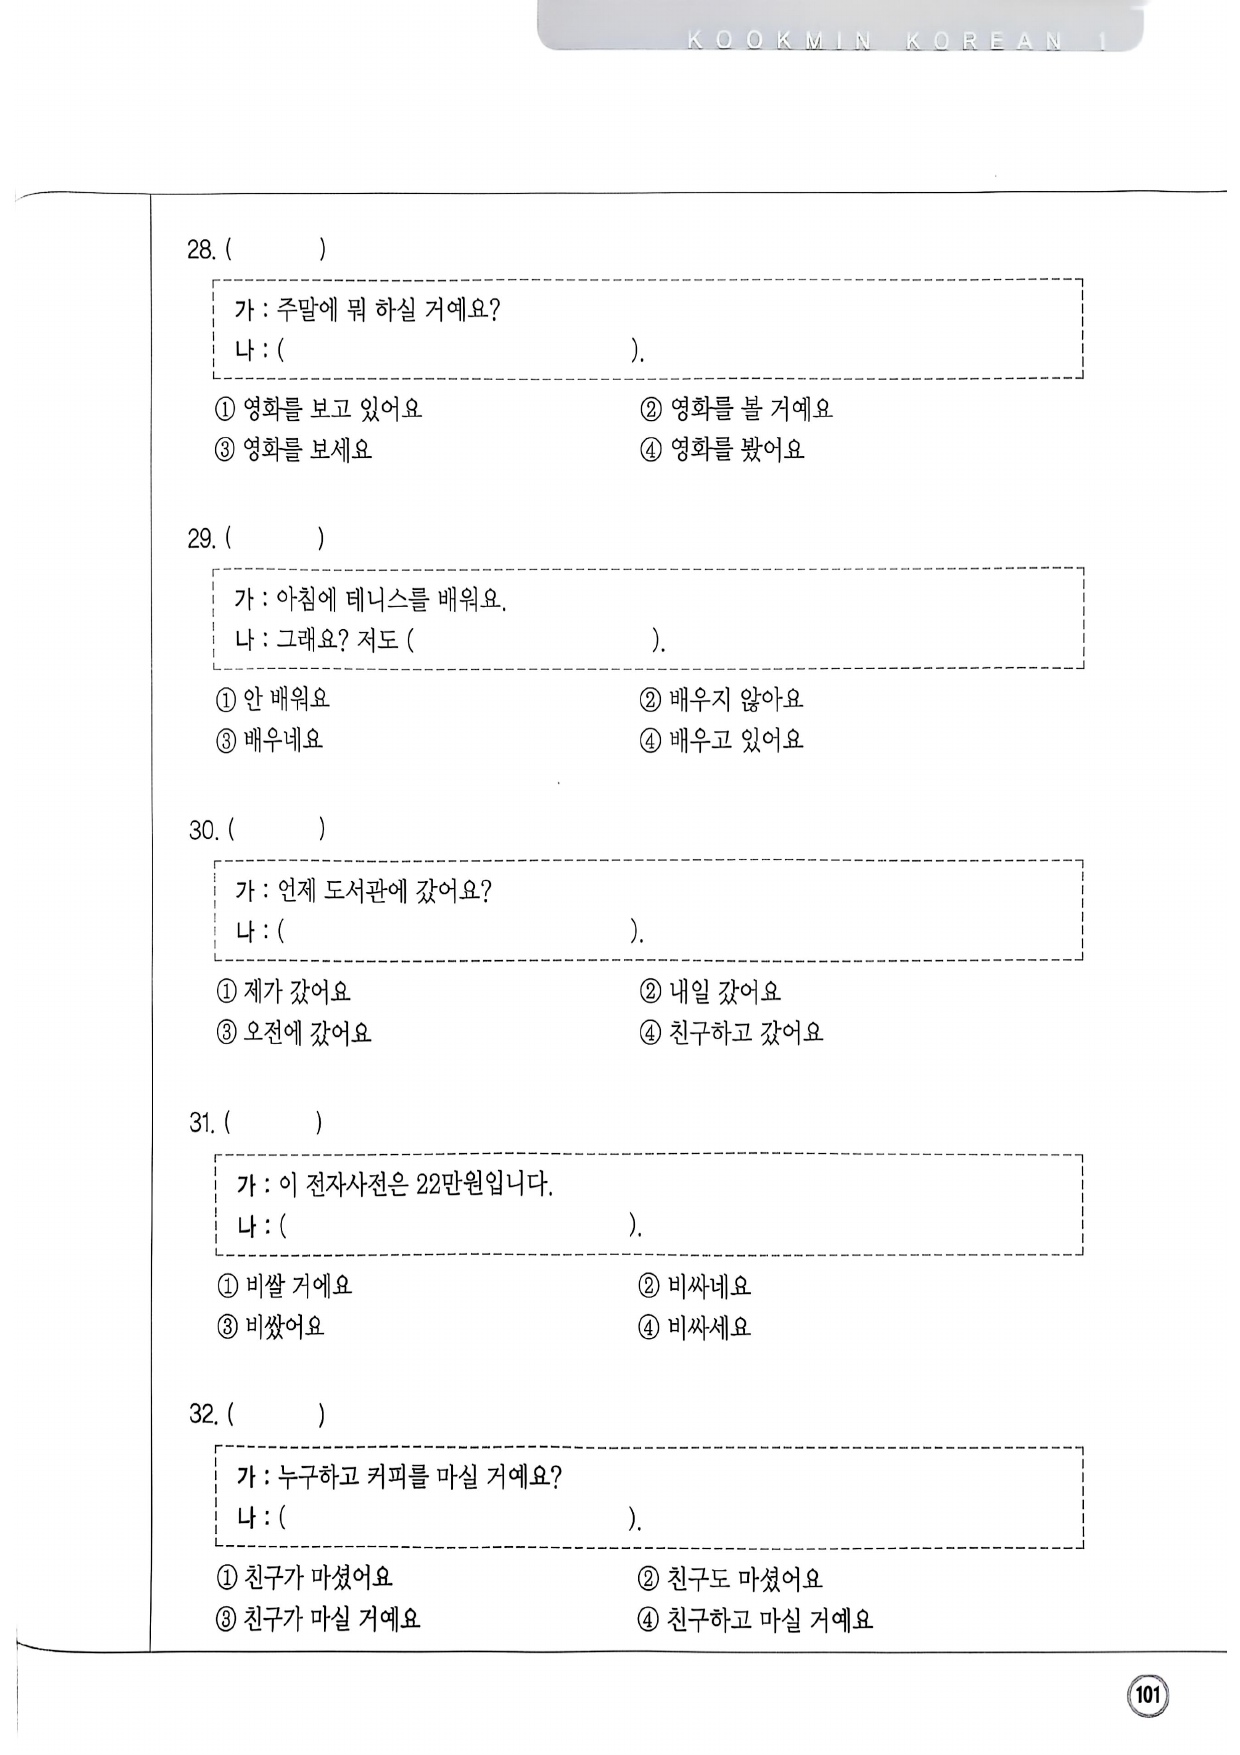 KOOKMIN KOREAN 1
28. ( )
가 : 주말에 뭐 하실 거예요?
나 : ( ).
① 영화를 보고 있어요 ② 영화를 볼 거예요
③ 영화를 보세요 ④ 영화를 봤어요
29. ( )
가 : 아침에 테니스를 배워요.
나 : 그래요? 저도 ( ).
① 안 배워요 ② 배우지 않아요
③ 배우네요 ④ 배우고 있어요
30. ( )
가 : 언제 도서관에 갔어요?
나 : ( ).
① 제가 갔어요 ② 내일 갔어요
③ 오전에 갔어요 ④ 친구하고 갔어요
31. ( )
가 : 이 전자사전은 22만원입니다.
나 : ( ).
① 비쌀 거에요 ② 비싸네요
③ 비쌌어요 ④ 비싸세요
32. ( )
가 : 누구하고 커피를 마실 거예요?
나 : ( ).
① 친구가 마셨어요 ② 친구도 마셨어요
③ 친구가 마실 거예요 ④ 친구하고 마실 거예요
101